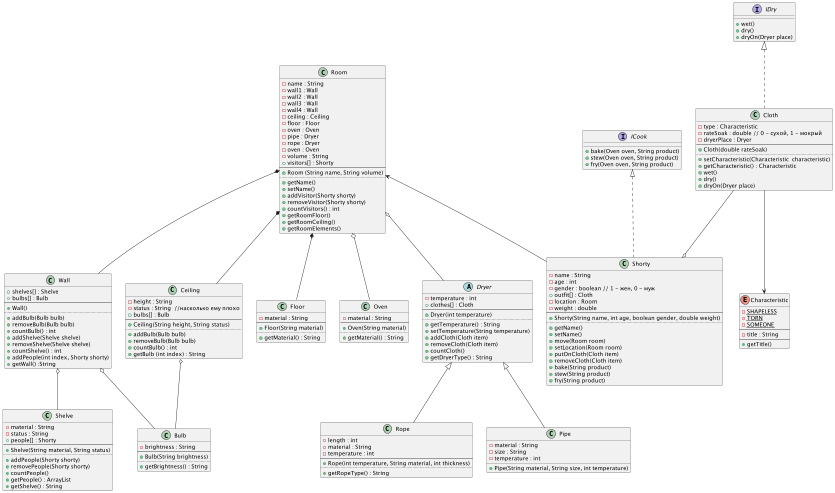 IDry
wet()
dry()
dryOn(Dryer place)
Room
name : String
wall1 : Wall
wall2 : Wall
wall3 : Wall
wall4 : Wall
ceiling : Ceiling
floor : Floor
oven : Oven
pipe : Dryer
rope : Dryer
oven : Oven
volume : String
visitors[] : Shorty
Room (String name, String volume)
getName()
setName()
addVisitor(Shorty shorty)
removeVisitor(Shorty shorty)
countVisitors() : int
getRoomFloor()
getRoomCeiling()
getRoomElements()
ICook
bake(Oven oven, String product)
stew(Oven oven, String product)
fry(Oven oven, String product)
Cloth
type : Characteristic
rateSoak : double // 0 – сухой, 1 – мокрый
dryerPlace : Dryer
Cloth(double rateSoak)
setCharacteristic(Characteristic characteristic)
getCharacteristic() : Characteristic
wet()
dry()
dryOn(Dryer place)
Wall
shelves[] : Shelve
bulbs[] : Bulb
Wall()
addBulb(Bulb bulb)
removeBulb(Bulb bulb)
countBulb() : int
addShelve(Shelve shelve)
removeShelve(Shelve shelve)
countShelve() : int
addPeople(int index, Shorty shorty)
getWall() :String
Ceiling
height : String
status : String //насколько ему плохо
bulbs[] : Bulb
Ceiling(String height, String status)
addBulb(Bulb bulb)
removeBulb(Bulb bulb)
countBulb() : int
getBulb (int index) : String
Floor
material : String
Floor(String material)
getMaterial() : String
Oven
material : String
Oven(String material)
getMaterial() : String
Dryer
temperature : int
clothes[] : Cloth
Dryer(int temperature)
getTemperature() : String
setTemperature(String temperature)
addCloth(Cloth item)
removeCloth(Cloth item)
countCloth()
getDryerType() : String
Shorty
name : String
age : int
gender : boolean // 1 – жен, 0 – муж
outfit[] : Cloth
location : Room
weight : double
Shorty(String name, int age, boolean gender, double weight)
getName()
setName()
move(Room room)
setLocation(Room room)
putOnCloth(Cloth item)
removeCloth(Cloth item)
bake(String product)
stew(String product)
fry(String product)
Characteristic
SHAPELESS
TORN
SOMEONE
title : String
getTitle()
Shelve
material : String
status : String
people[] : Shorty
Shelve(String material, String status)
addPeople(Shorty shorty)
removePeople(Shorty shorty)
countPeople()
getPeople() : ArrayList
getShelve() : String
Bulb
brightness : String
Bulb(String brightness)
getBrightness() : String
Rope
length : int
material : String
temperature : int
Rope(int temperature, String material, int thickness)
getRopeType() : String
Pipe
material : String
size : String
temperature : int
Pipe(String material, String size, int temperature)